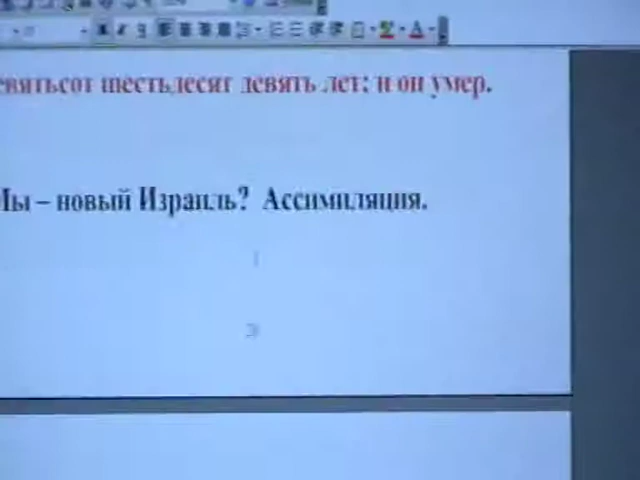 евятьсот шестьдесят девять лет; и он умер.
Мы – новый Израиль? Ассимиляция.